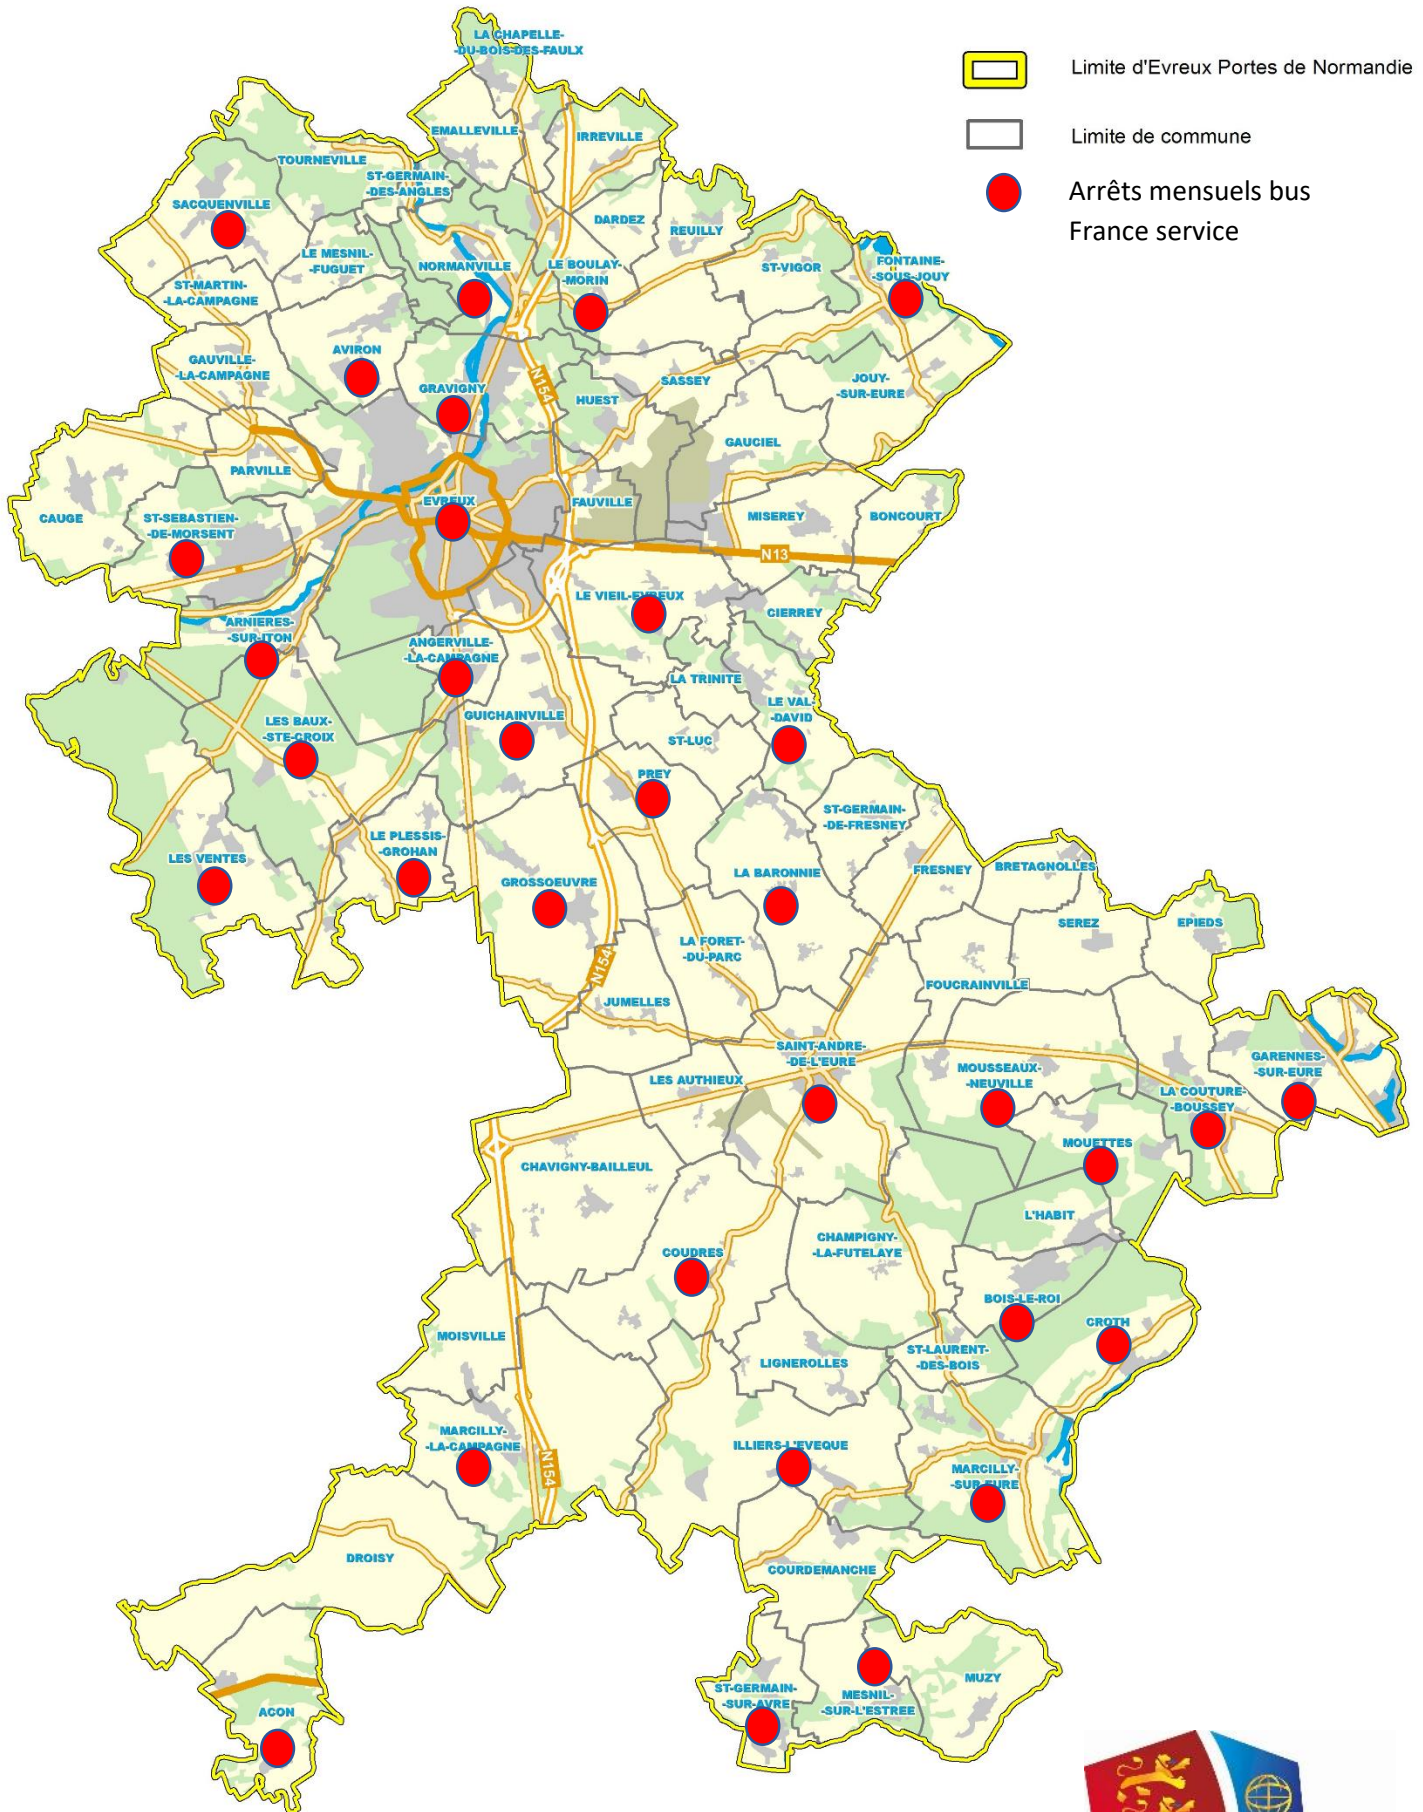 LA CHAPELLE-
-DU-BOIS-DES-FAULX
Limite d'Evreux Portes de Normandie
Limite de commune
Arrêts mensuels bus
France service
EMALLEVILLE
IRREVILLE
TOURNEVILLE
ST-GERMAIN-
-DES-ANGLES
SACQUENVILLE
DARDEZ
REUILLY
LE MESNIL-
-FUGUET
NORMANVILLE
LE BOULAY-
-MORIN
ST-VIGOR
FONTAINE-
-SOUS-JOUY
ST-MARTIN-
-LA-CAMPAGNE
GAUVILLE-
-LA-CAMPAGNE
AVIRON
GRAVIGNY
N154
HUEST
SASSEY
JOUY-
-SUR-EURE
GAUCIEL
PARVILLE
CAUGE
ST-SEBASTIEN-
-DE-MORSENT
EVREUX
FAUVILLE
MISEREY
BONCOURT
N13
LE VIEIL-EVREUX
CIERREY
ARNIERES-
-SUR-ITON
ANGERVILLE-
-LA-CAMPAGNE
LA TRINITE
LE VAL-
-DAVID
LES BAUX-
-STE-CROIX
GUICHAINVILLE
ST-LUC
PREY
ST-GERMAIN-
-DE-FRESNEY
LE PLESSIS-
-GROHAN
LES VENTES
GROSSOEUVRE
LA BARONNIE
FRESNEY
BRETAGNOLLES
SEREZ
EPIEDS
LA FORET-
-DU-PARC
N154
JUMELLES
FOUCRAINVILLE
SAINT-ANDRE-
-DE-L'EURE
LES AUTHIEUX
MOUSSEAUX-
-NEUVILLE
GARENNES-
-SUR-EURE
LA COUTURE-
-BOUSSEY
MOUETTES
CHAVIGNY-BAILLEUL
L'HABIT
CHAMPIGNY-
-LA-FUTELAYE
COUDRES
BOIS-LE-ROI
CROTH
MOISVILLE
LIGNEROLLES
ST-LAURENT-
-DES-BOIS
MARCILLY-
-LA-CAMPAGNE
N154
ILLIERS-L'EVEQUE
MARCILLY-
-SUR-EURE
DROISY
COURDEMANCHE
MUZY
ST-GERMAIN-
-SUR-AVRE
MESNIL-
-SUR-L'ESTREE
ACON